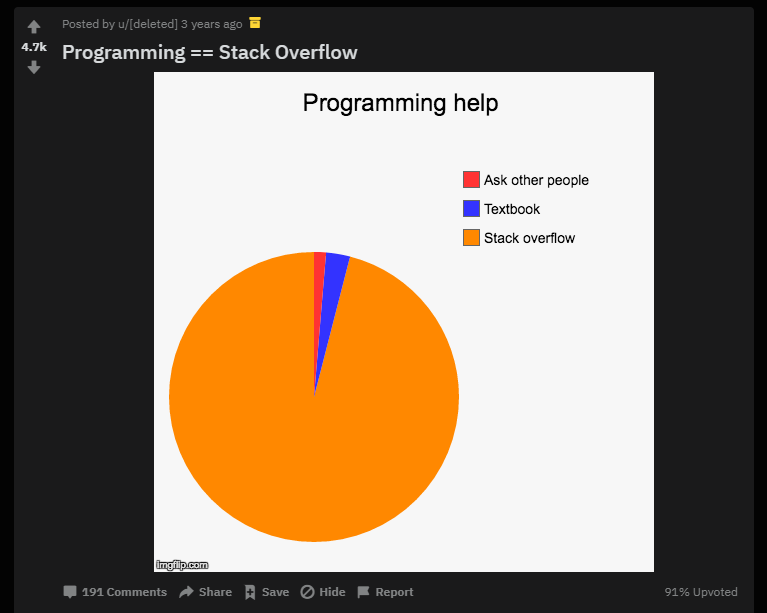 Posted by u/[deleted] 3 years ago
4.7k
Programming == Stack Overflow
Programming help
Ask other people
Textbook
Stack overflow
imgflip.com
191 Comments Share Save Hide Report 91% Upvoted